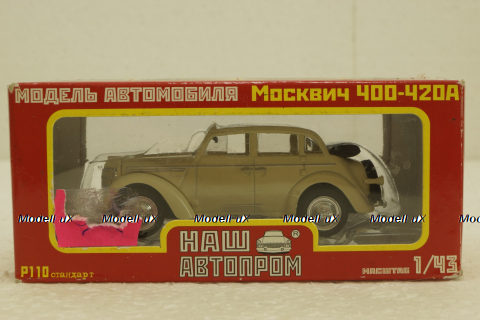 МОДЕЛЬ АВТОМОБИЛЯ Москвич 400-420А
Modell-uX Modell-uX Modell-uX Modell-uX Modell-uX
НАШ ®
АВТОПРОМ
Р110 стандарт
МАСШТАБ 1/43